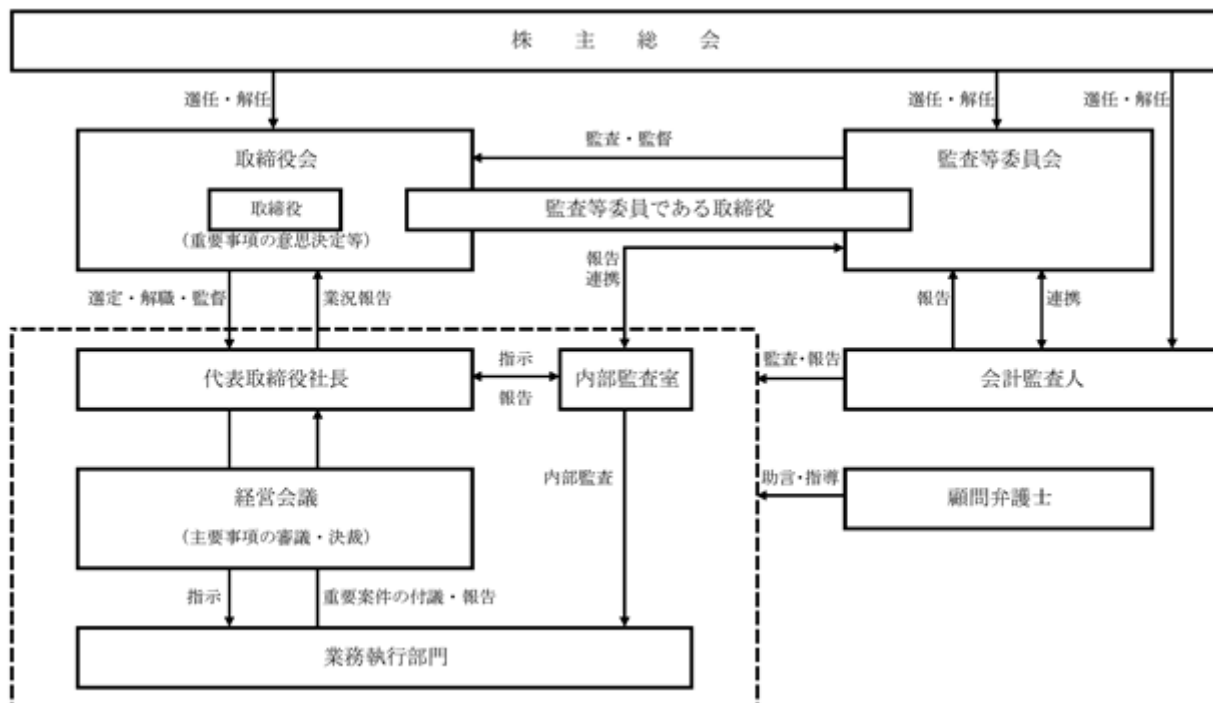 株主総会
選任・解任
選任・解任
選任・解任
取締役会
監査・監督
監査等委員会
取締役
監査等委員である取締役
(重要事項の意思決定等)
報告
連携
選定・解職・監督
業況報告
報告
連携
代表取締役社長
指示
報告
内部監査室
監査・報告
会計監査人
経営会議
(主要事項の審議・決裁)
内部監査
助言・指導
顧問弁護士
指示
重要案件の付議・報告
業務執行部門